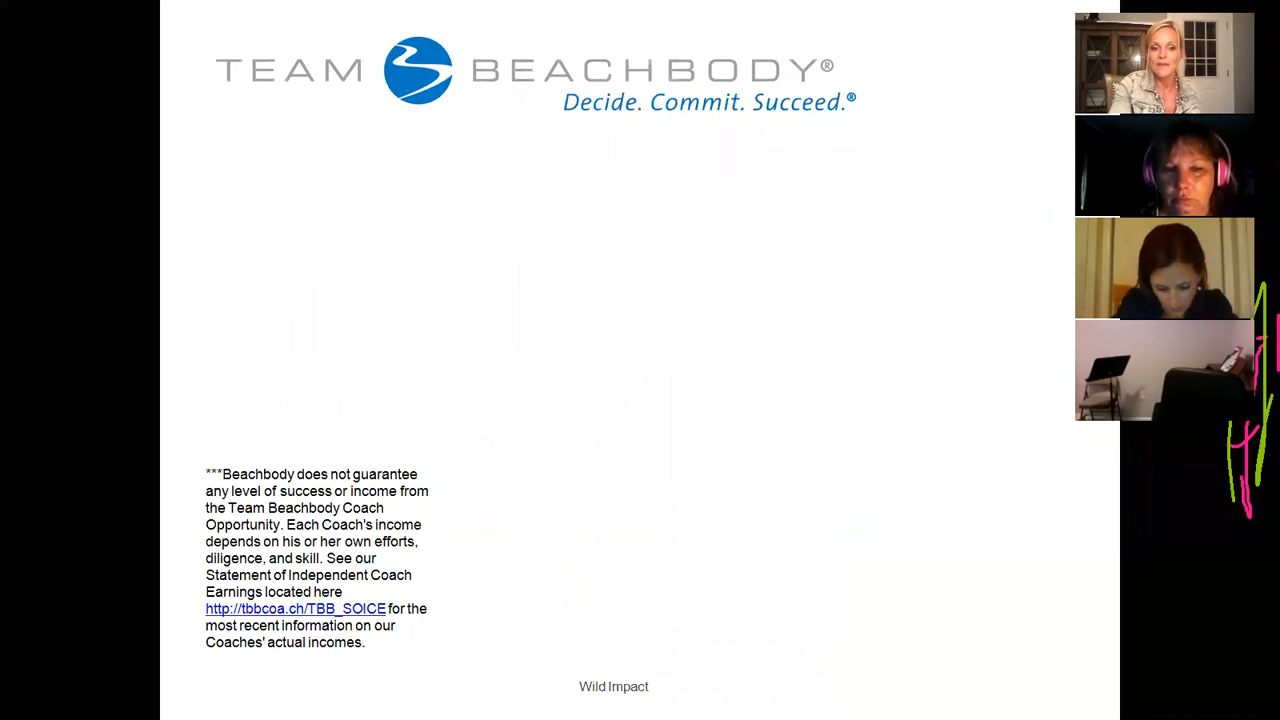 TEAM BEACHBODY®
Decide. Commit. Succeed.®
***Beachbody does not guarantee
any level of success or income from
the Team Beachbody Coach
Opportunity. Each Coach's income
depends on his or her own efforts,
diligence, and skill. See our
Statement of Independent Coach
Earnings located here
http://tbbcoa.ch/TBB_SOICE for the
most recent information on our
Coaches' actual incomes.
Wild Impact